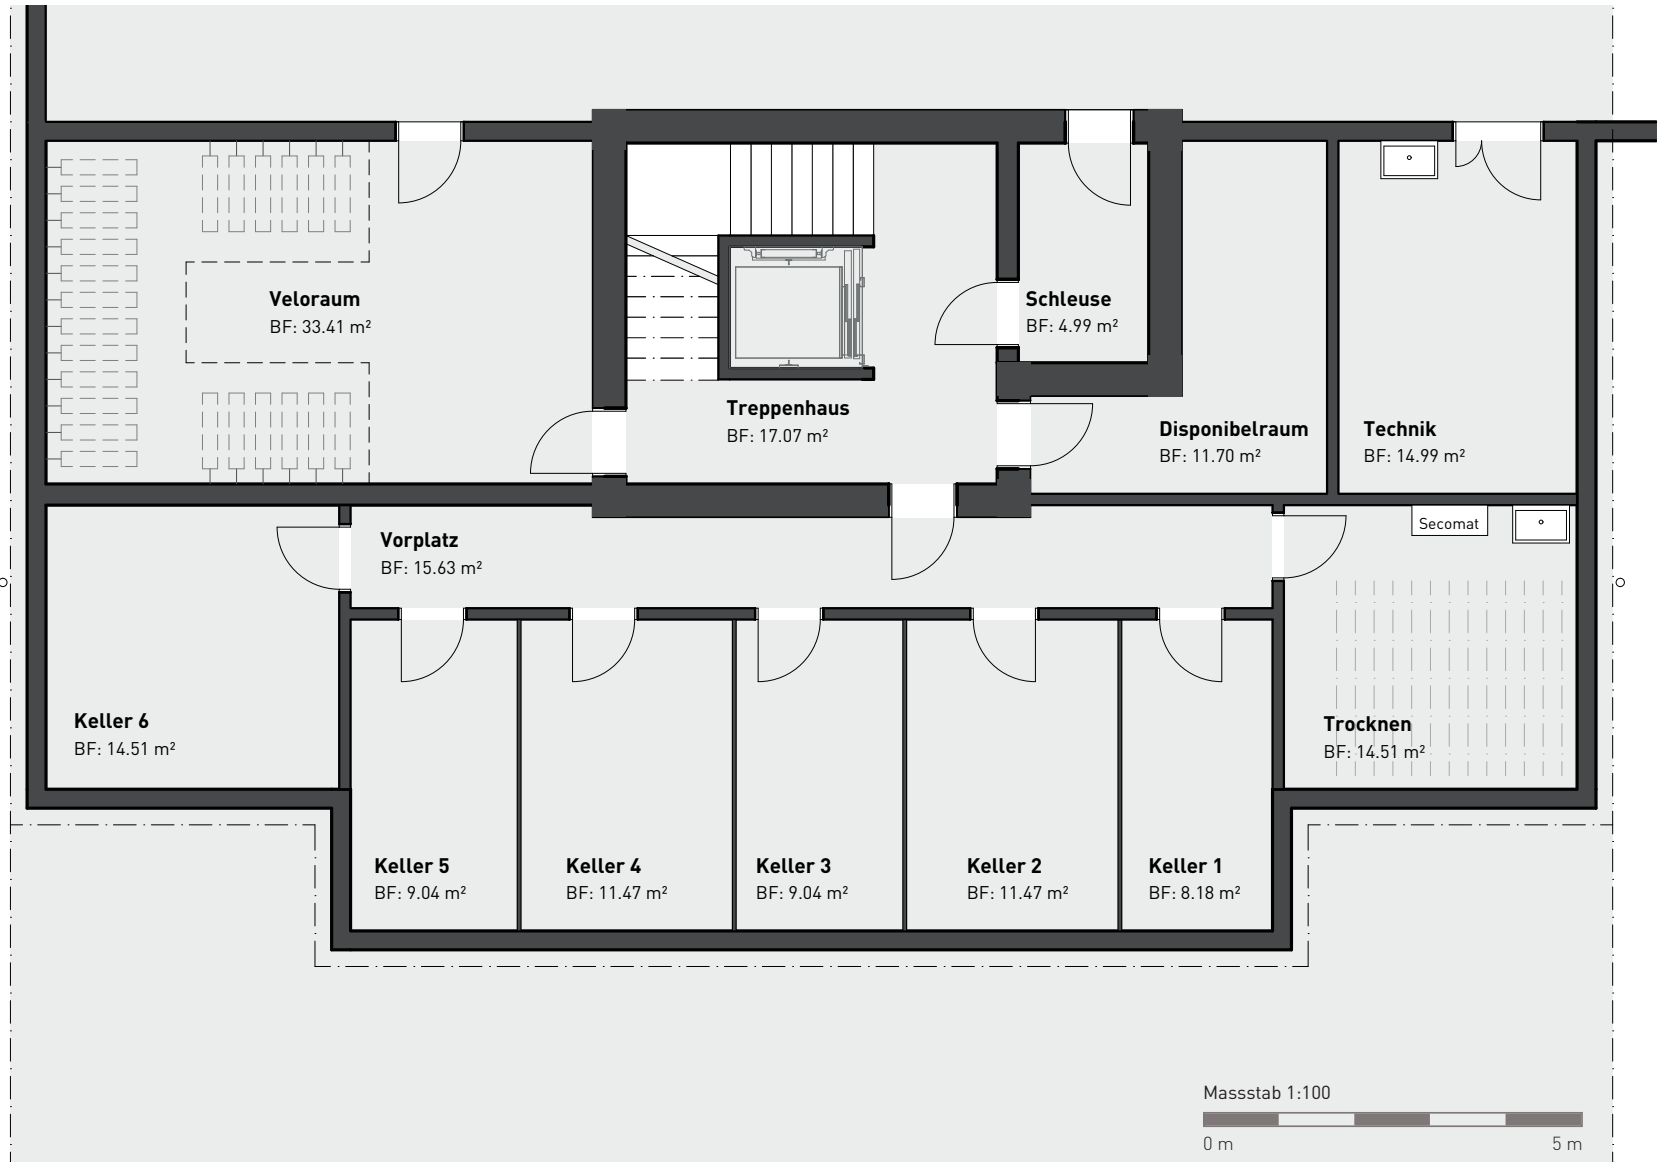 Veloraum
BF: 33.41 m²
Schleuse
BF: 4.99 m²
Treppenhaus
BF: 17.07 m²
Disponibelraum
BF: 11.70 m²
Technik
BF: 14.99 m²
Secomat
Vorplatz
BF: 15.63 m²
Keller 6
BF: 14.51 m²
Trocknen
BF: 14.51 m²
Keller 5
BF: 9.04 m²
Keller 4
BF: 11.47 m²
Keller 3
BF: 9.04 m²
Keller 2
BF: 11.47 m²
Keller 1
BF: 8.18 m²
Massstab 1:100
0 m
5 m